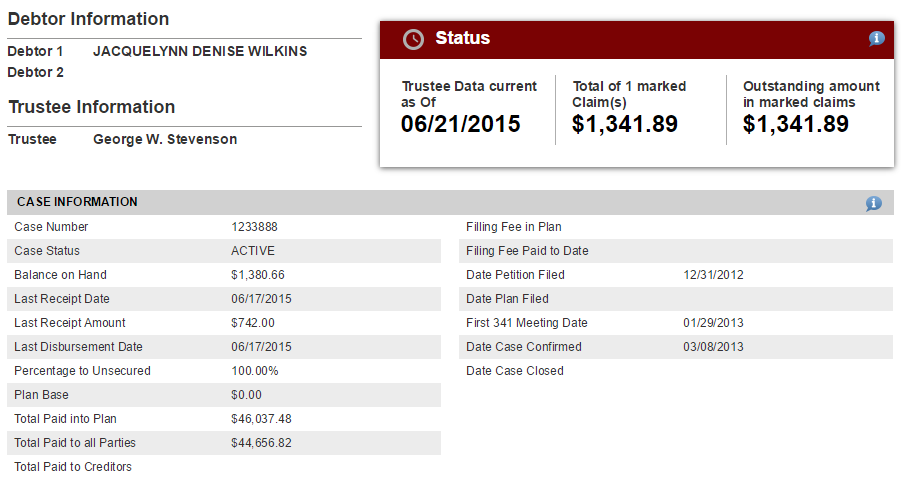 Debtor Information
Debtor 1 JACQUELYNN DENISE WILKINS
Debtor 2
Trustee Information
Trustee George W. Stevenson
Status
Trustee Data current as Of
06/21/2015
Total of 1 marked Claim(s)
$1,341.89
Outstanding amount in marked claims
$1,341.89
CASE INFORMATION
Case Number 1233888
Case Status ACTIVE
Balance on Hand $1,380.66
Last Receipt Date 06/17/2015
Last Receipt Amount $742.00
Last Disbursement Date 06/17/2015
Percentage to Unsecured 100.00%
Plan Base $0.00
Total Paid into Plan $46,037.48
Total Paid to all Parties $44,656.82
Total Paid to Creditors
Filling Fee in Plan
Filing Fee Paid to Date
Date Petition Filed 12/31/2012
Date Plan Filed
First 341 Meeting Date 01/29/2013
Date Case Confirmed 03/08/2013
Date Case Closed